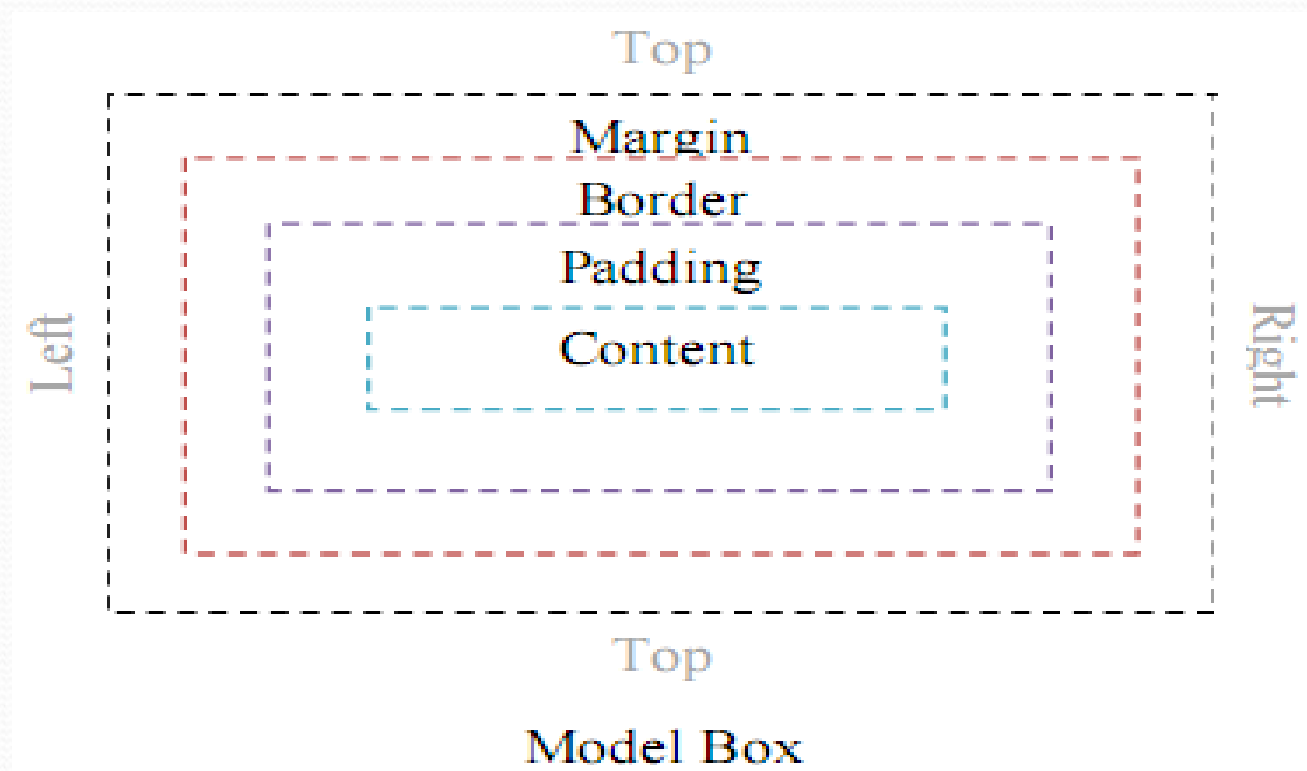 Top
Margin
Border
Padding
Content
Left
Right
Top
Model Box